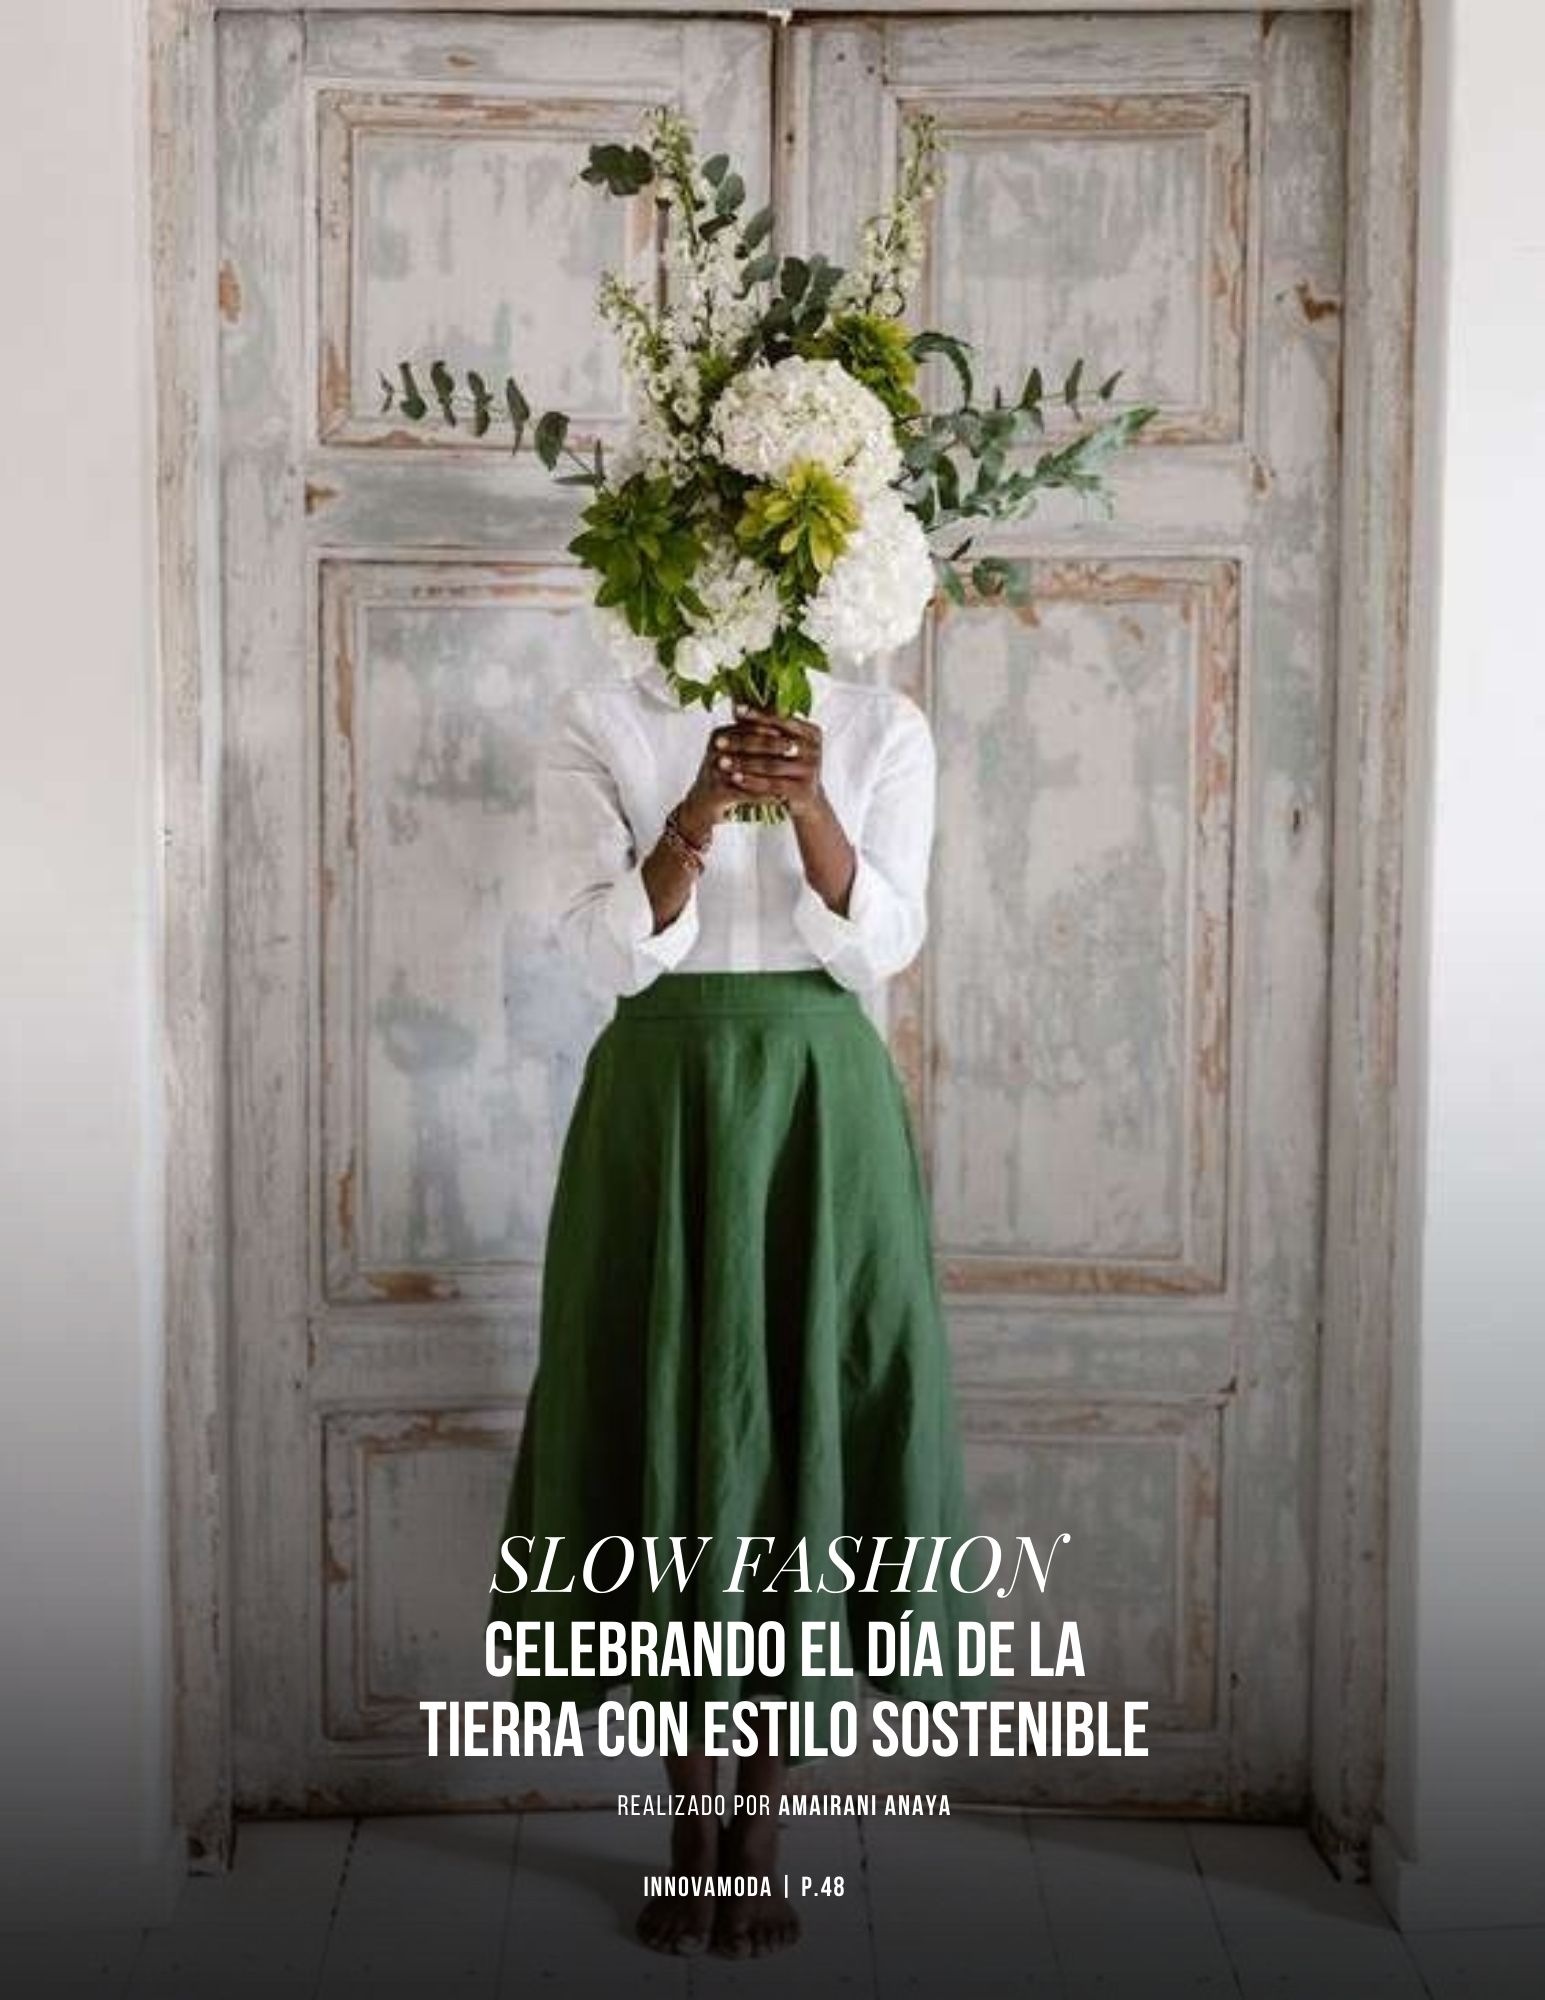 SLOW FASHION
CELEBRANDO EL DÍA DE LA
TIERRA CON ESTILO SOSTENIBLE
REALIZADO POR AMAIRANI ANAYA
INNOVAMODA | P.48